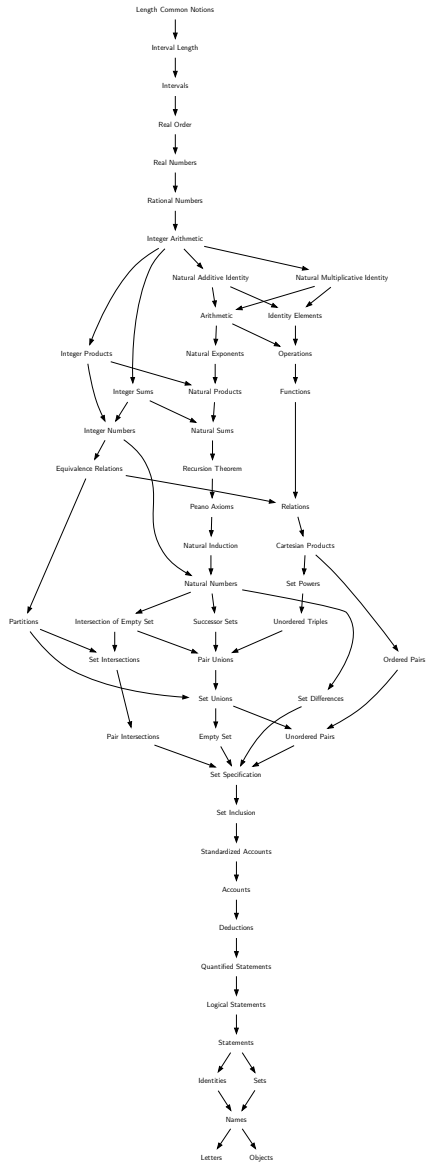 Length Common Notions
Interval Length
Intervals
Real Order
Real Numbers
Rational Numbers
Integer Arithmetic
Natural Additive Identity
Natural Multiplicative Identity
Arithmetic
Identity Elements
Integer Products
Natural Exponents
Operations
Integer Sums
Natural Products
Functions
Integer Numbers
Natural Sums
Equivalence Relations
Recursion Theorem
Peano Axioms
Relations
Natural Induction
Cartesian Products
Natural Numbers
Set Powers
Partitions
Intersection of Empty Set
Successor Sets
Unordered Triples
Set Intersections
Pair Unions
Ordered Pairs
Set Unions
Set Differences
Pair Intersections
Empty Set
Unordered Pairs
Set Specification
Set Inclusion
Standardized Accounts
Accounts
Deductions
Quantified Statements
Logical Statements
Statements
Identities
Sets
Names
Letters
Objects